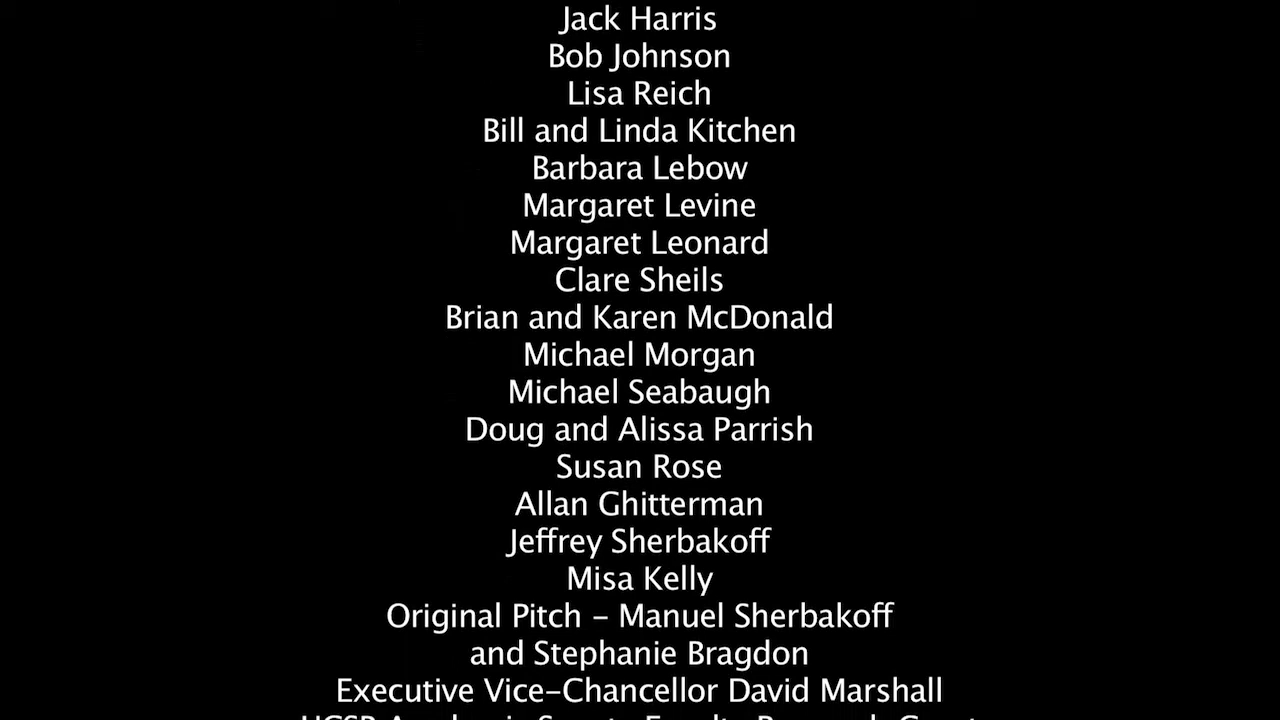 Jack Harris
Bob Johnson
Lisa Reich
Bill and Linda Kitchen
Barbara Lebow
Margaret Levine
Margaret Leonard
Clare Sheils
Brian and Karen McDonald
Michael Morgan
Michael Seabaugh
Doug and Alissa Parrish
Susan Rose
Allan Ghitterman
Jeffrey Sherbakoff
Misa Kelly
Original Pitch - Manuel Sherbakoff
and Stephanie Bragdon
Executive Vice-Chancellor David Marshall